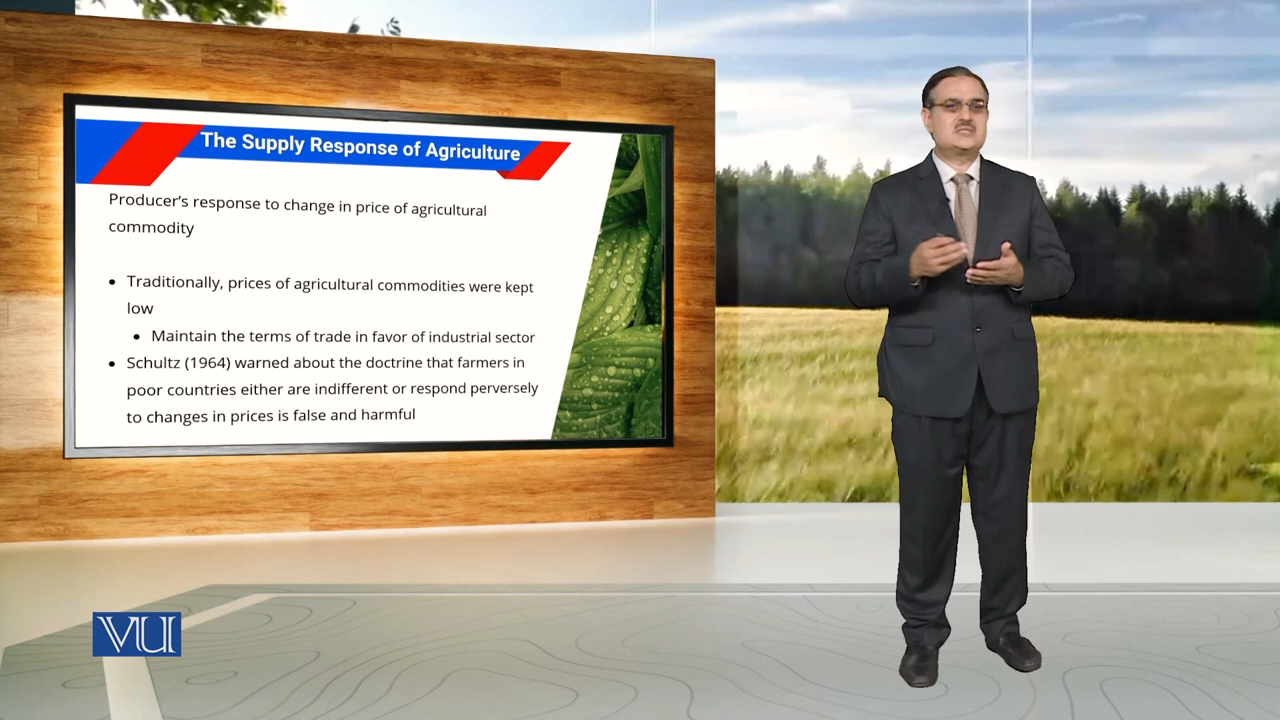 The Supply Response of Agriculture
Producer's response to change in price of agricultural
commodity
• Traditionally, prices of agricultural commodities were kept
low
• Maintain the terms of trade in favor of industrial sector
• Schultz (1964) warned about the doctrine that farmers in
poor countries either are indifferent or respond perversely
to changes in prices is false and harmful
VU